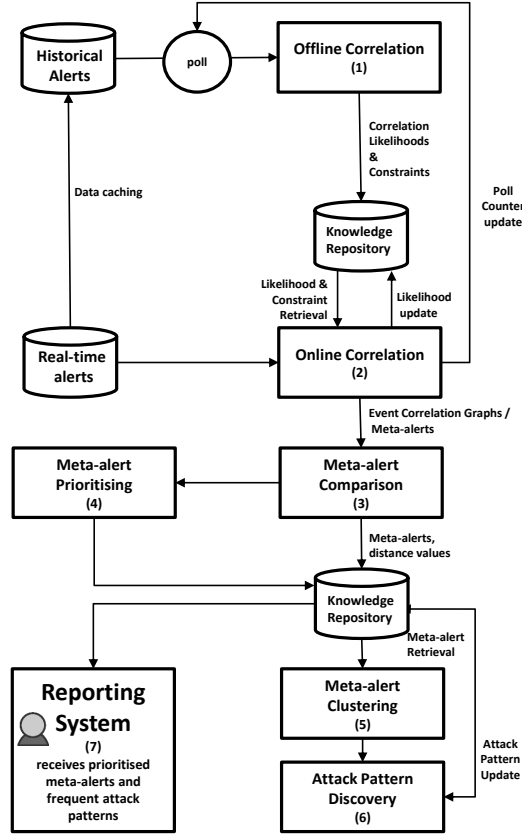 Historical
Alerts
poll
Offline Correlation
(1)
Correlation
Likelihoods
&
Constraints
Data caching
Poll
Counter
update
Knowledge
Repository
Likelihood &
Constraint
Retrieval
Likelihood
update
Real-time
alerts
Online Correlation
(2)
Event Correlation Graphs /
Meta-alerts
Meta-alert
Prioritising
(4)
Meta-alert
Comparison
(3)
Meta-alerts,
distance values
Knowledge
Repository
Meta-alert
Retrieval
Reporting
System
(7)
receives prioritised
meta-alerts and
frequent attack
patterns
Meta-alert
Clustering
(5)
Attack
Pattern
Update
Attack Pattern
Discovery
(6)